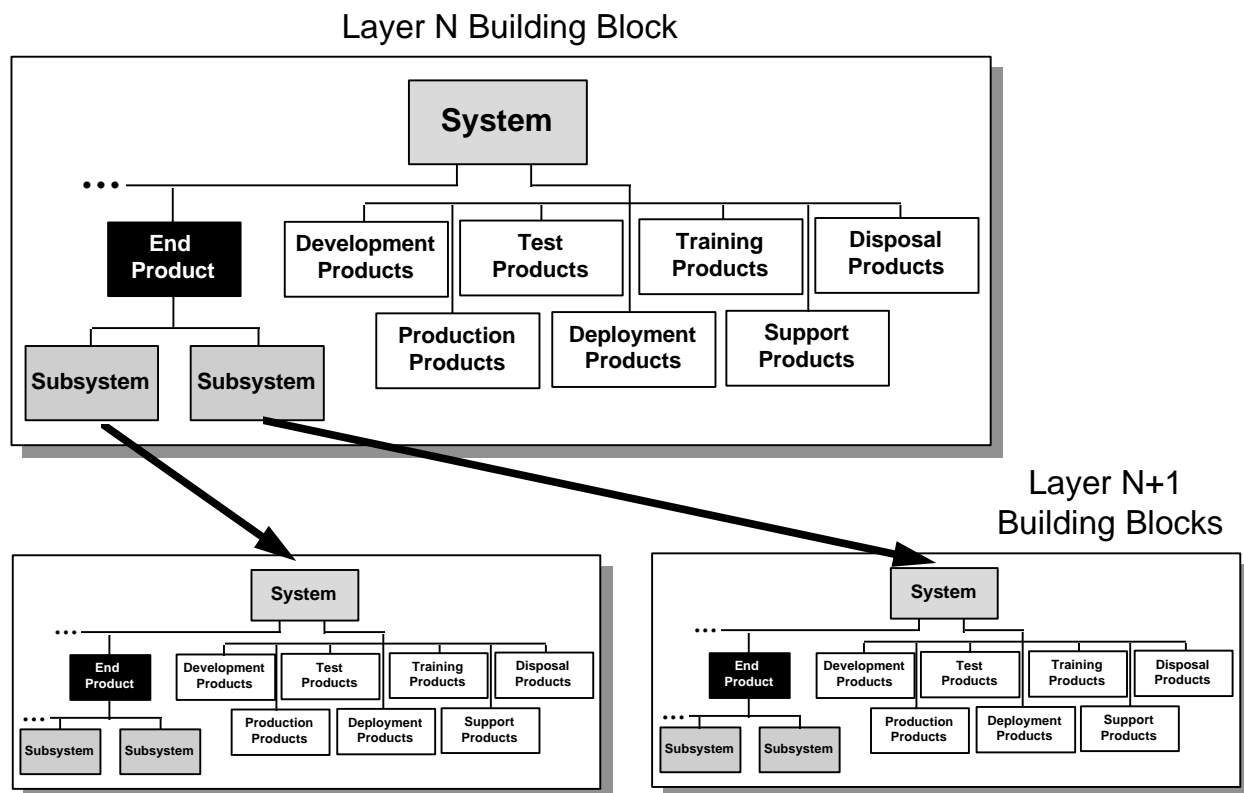 Layer N Building Block
System
•••
End
Product
Development
Products
Test
Products
Training
Products
Disposal
Products
Production
Products
Deployment
Products
Support
Products
Subsystem
Subsystem
Layer N+1
Building Blocks
System
•••
End
Product
Development
Products
Test
Products
Training
Products
Disposal
Products
•••
Production
Products
Deployment
Products
Support
Products
Subsystem
Subsystem
System
•••
End
Product
Development
Products
Test
Products
Training
Products
Disposal
Products
•••
Production
Products
Deployment
Products
Support
Products
Subsystem
Subsystem